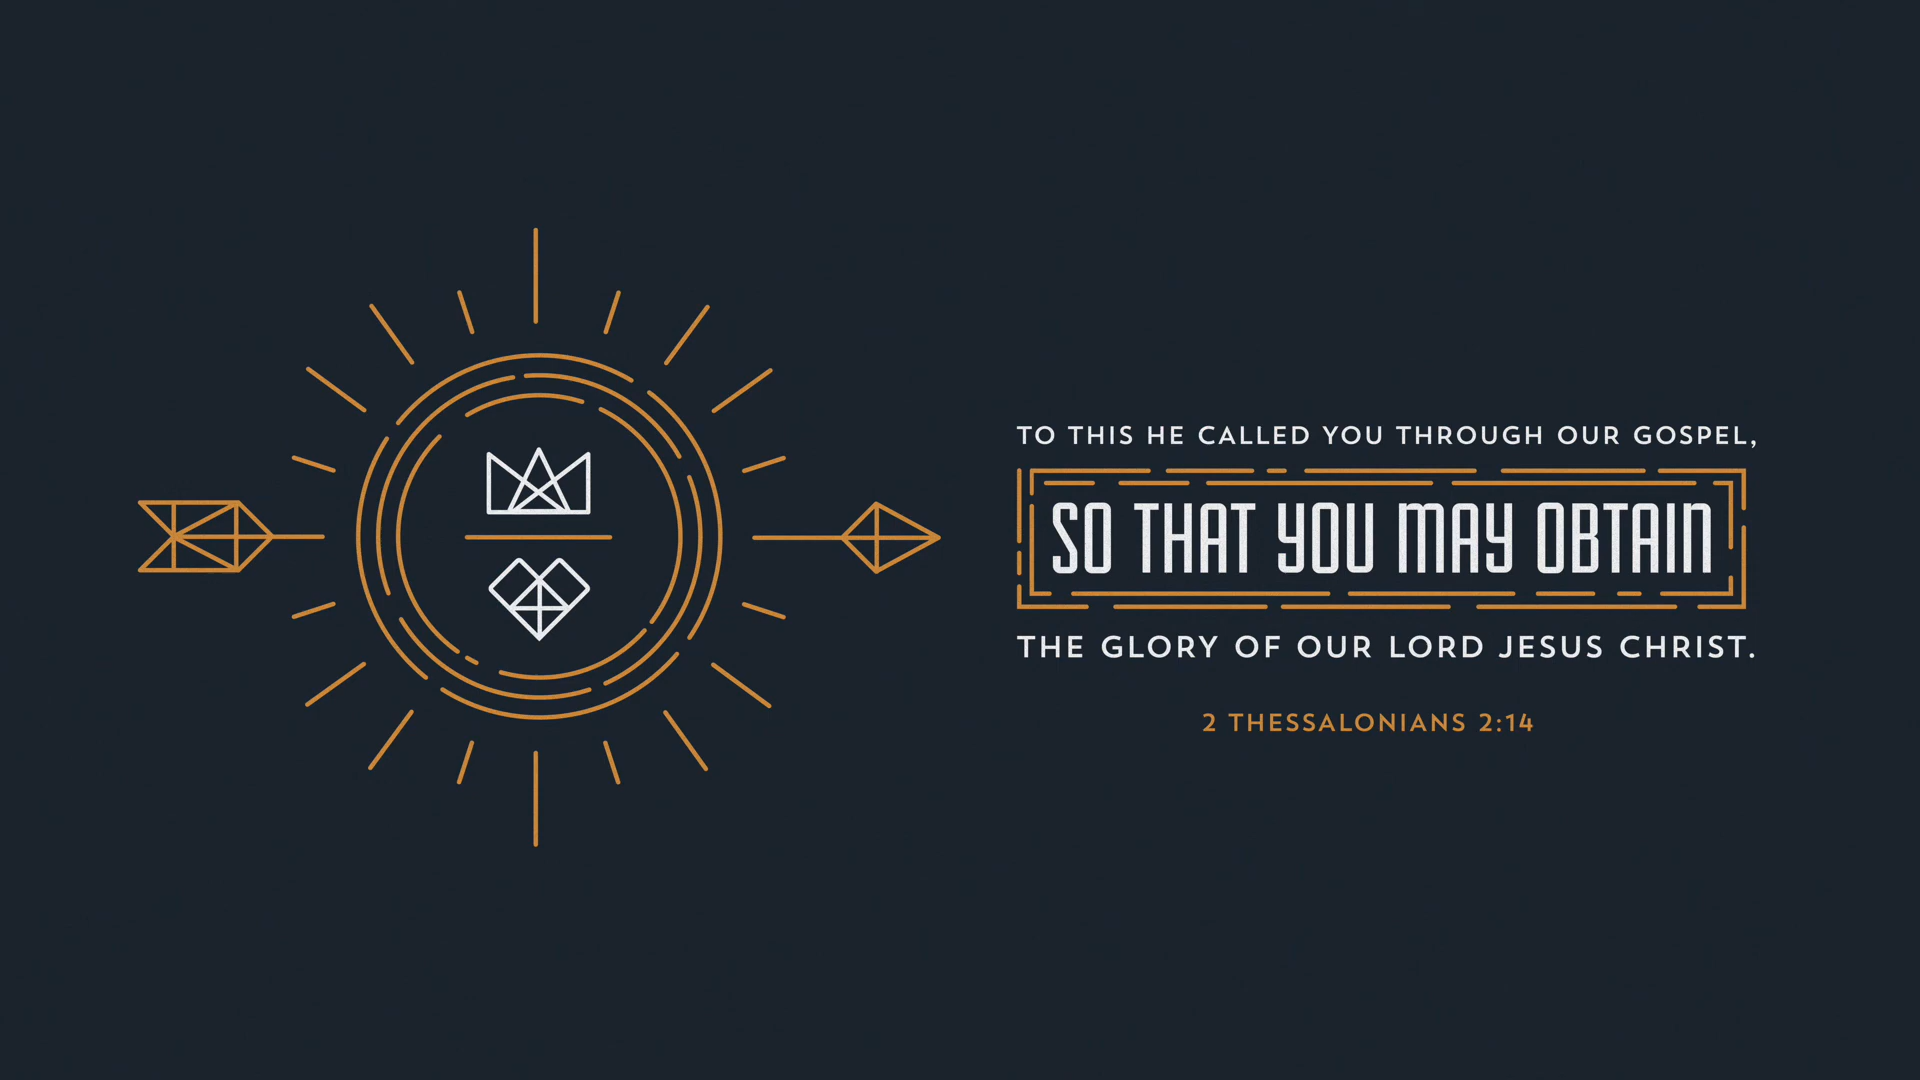 TO THIS HE CALLED YOU THROUGH OUR GOSPEL,
SO THAT YOU MAY OBTAIN
THE GLORY OF OUR LORD JESUS CHRIST.
2 THESSALONIANS 2:14